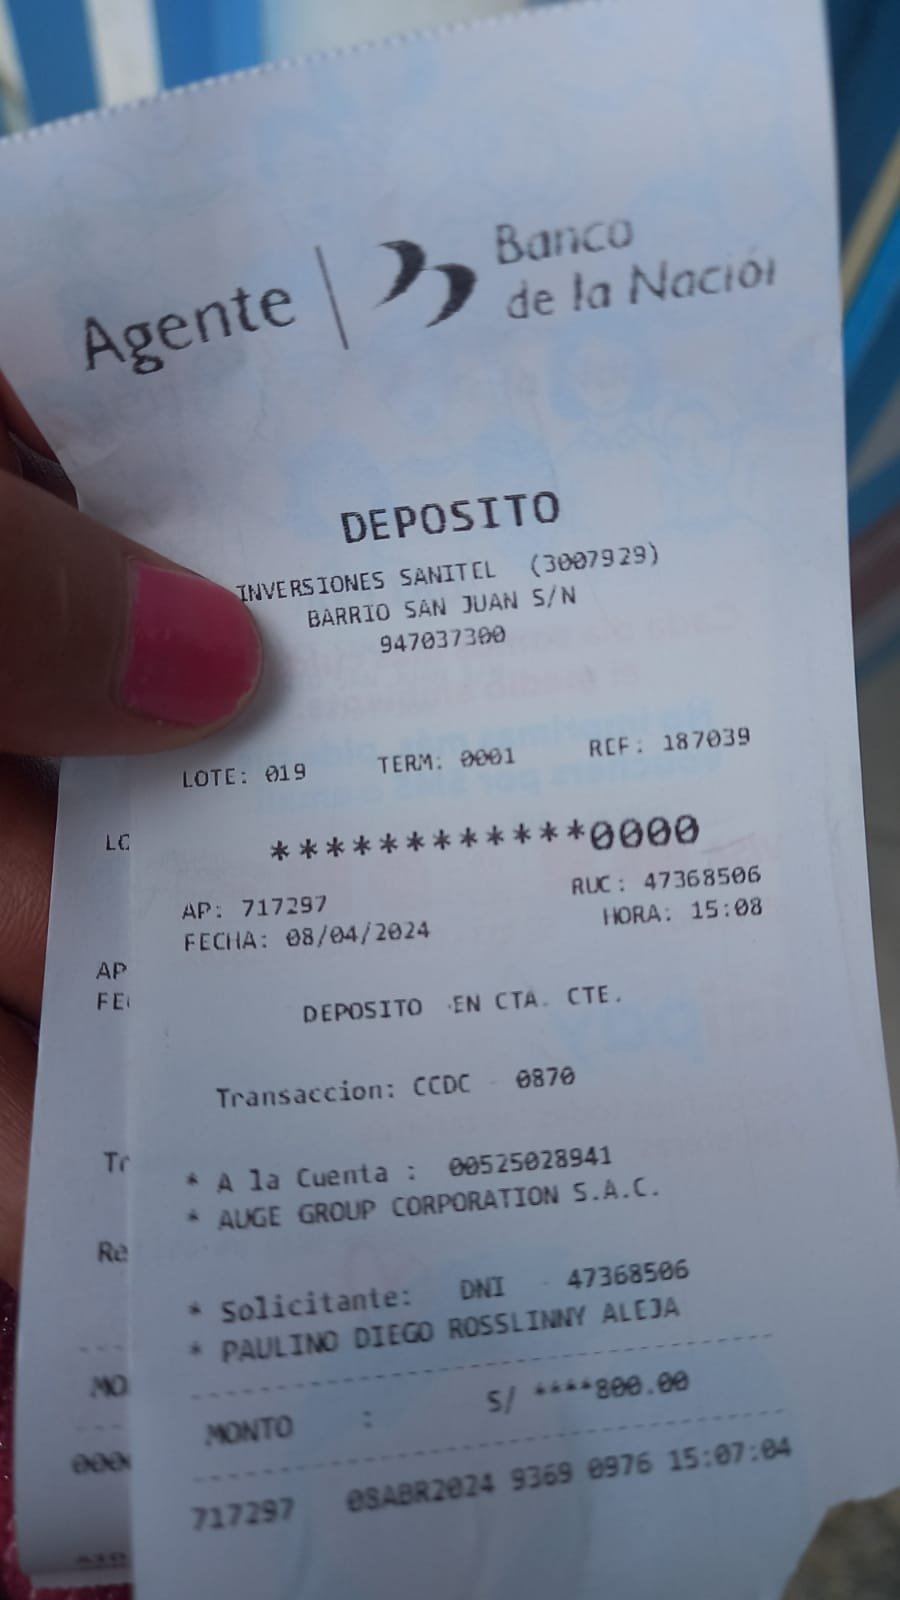 Agente | Banco
de la Nación
DEPOSITO
INVERSIONES SANITEL (3007929)
BARRIO SAN JUAN S/N
947037300
LOTE: 019 TERM: 0001 REF: 187039
************0000
AP: 717297 RUC: 47368506
FECHA: 08/04/2024 HORA: 15:08
DEPOSITO EN CTA. CTE.
Transaccion: CCDC - 0870
* A la Cuenta : 00525028941
* AUGE GROUP CORPORATION S.A.C.
* Solicitante: DNI - 47368506
* PAULINO DIEGO ROSSLINNY ALEJA
MONTO : S/ ****800.00
717297 08ABR2024 9369 0976 15:07:04
LO
AP
FE
Tr
Re
MO
000